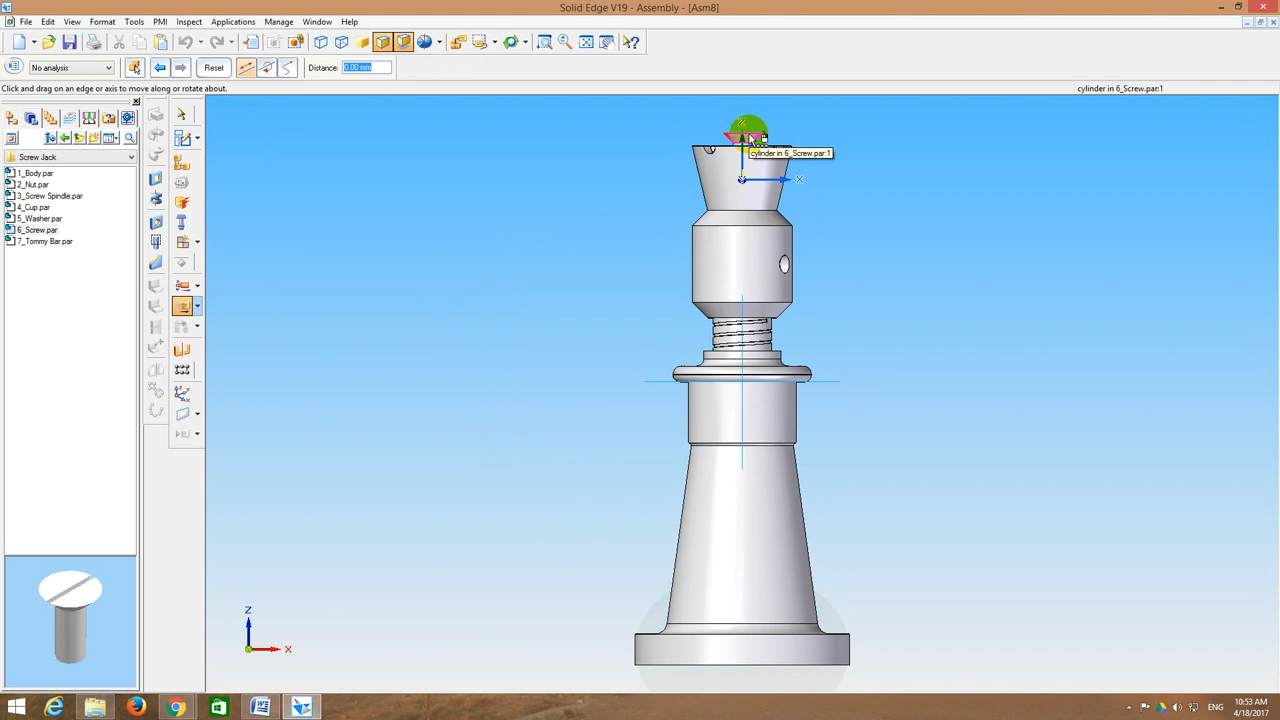 Solid Edge V19 - Assembly - [Asm8]
File Edit View Format Tools PMI Inspect Applications Manage Window Help
No analysis Reset Distance: 0.00 mm
Click and drag on an edge or axis to move along or rotate about. cylinder in 6_Screw.par:1
Screw Jack
1_Body.par
2_Nut.par
3_Screw Spindle.par
4_Cup.par
5_Washer.par
6_Screw.par
7_Tommy Bar.par
Z
cylinder in 6_Screw.par:1
X
Z
X
ENG
10:53 AM
4/18/2017